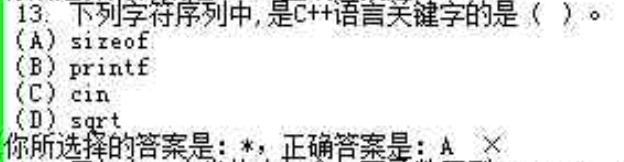 13. 下列字符序列中,是C++语言关键字的是( )。
(A) sizeof
(B) printf
(C) cin
(D) sqrt
你所选择的答案是: *, 正确答案是: A ×